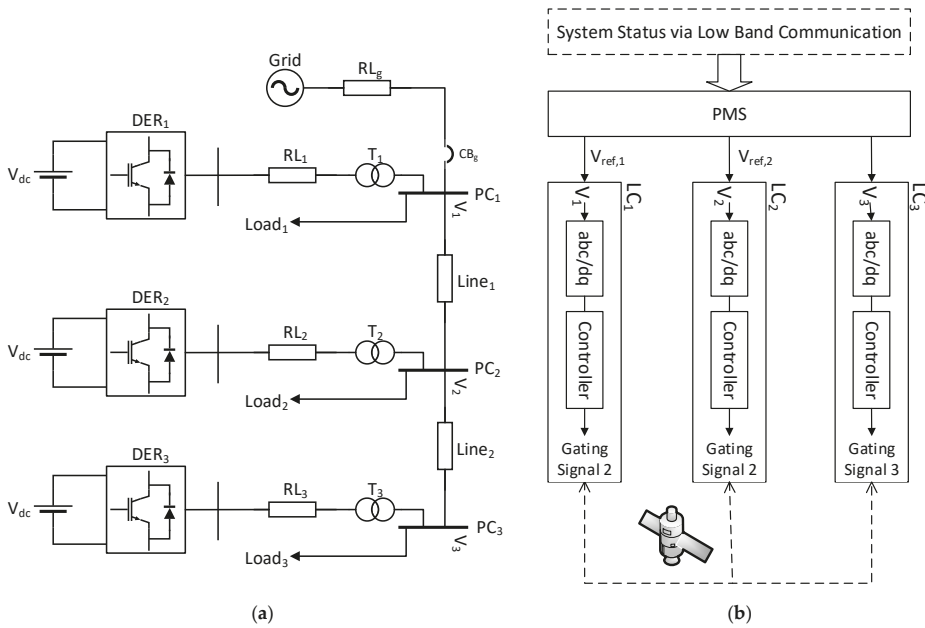 Grid
RLg
CBg
DER1
Vdc
RL1
T1
PC1
V1
Load1
Line1
DER2
Vdc
RL2
T2
PC2
V2
Load2
Line2
DER3
Vdc
RL3
T3
PC3
V3
Load3
(a)
System Status via Low Band Communication
PMS
Vref,1
Vref,2
LC1
V1
abc/dq
Controller
Gating
Signal 2
LC2
V2
abc/dq
Controller
Gating
Signal 2
LC3
V3
abc/dq
Controller
Gating
Signal 3
(b)